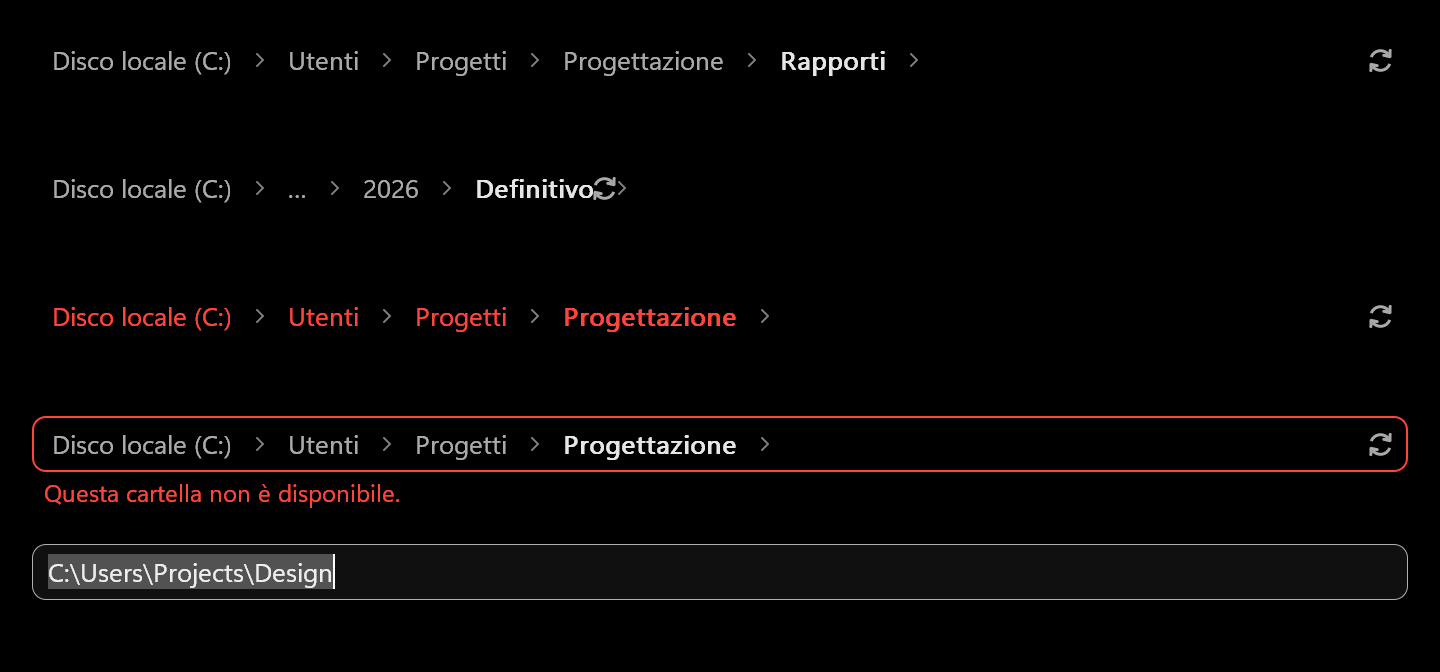 Disco locale (C:) > Utenti > Progetti > Progettazione > Rapporti >
Disco locale (C:) > ... > 2026 > Definitivo >
Disco locale (C:) > Utenti > Progetti > Progettazione >
Disco locale (C:) > Utenti > Progetti > Progettazione >
Questa cartella non è disponibile.
C:\Users\Projects\Design